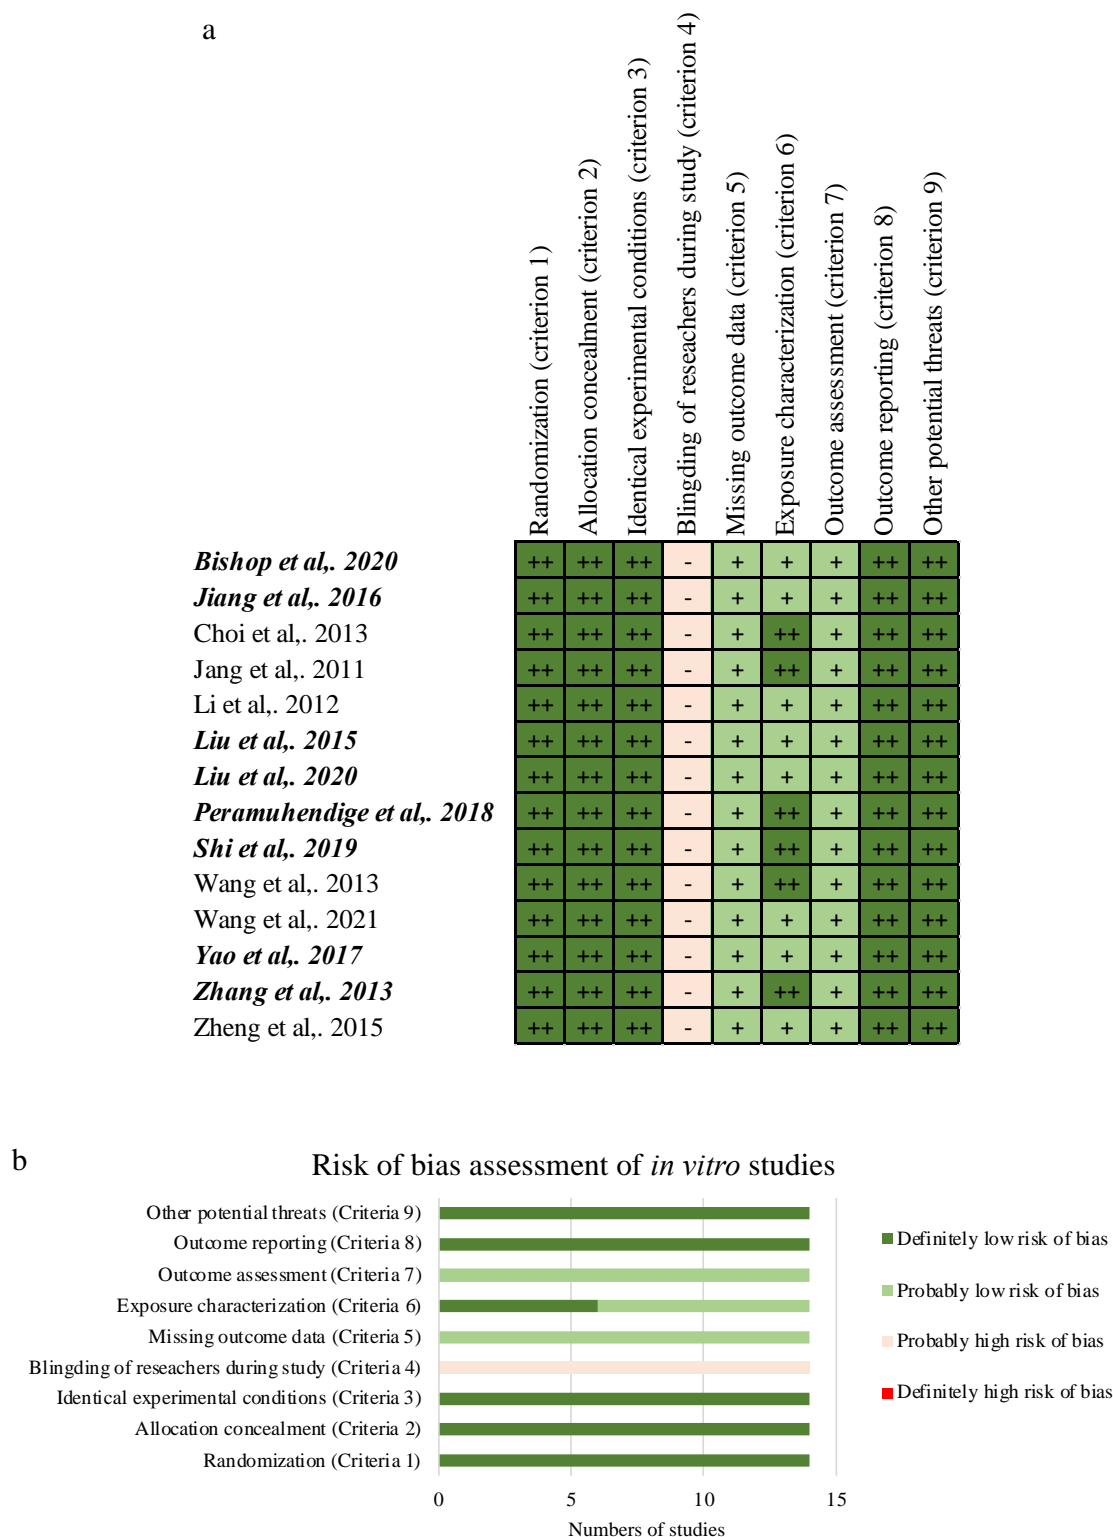 a
Randomization (criterion 1)
Allocation concealment (criterion 2)
Identical experimental conditions (criterion 3)
Blingding of reseachers during study (criterion 4)
Missing outcome data (criterion 5)
Exposure characterization (criterion 6)
Outcome assessment (criterion 7)
Outcome reporting (criterion 8)
Other potential threats (criterion 9)
Bishop et al,. 2020 ++ ++ ++ - + + + ++ ++
Jiang et al,. 2016 ++ ++ ++ - + + + ++ ++
Choi et al,. 2013 ++ ++ ++ - + ++ + ++ ++
Jang et al,. 2011 ++ ++ ++ - + ++ + ++ ++
Li et al,. 2012 ++ ++ ++ - + + + ++ ++
Liu et al,. 2015 ++ ++ ++ - + + + ++ ++
Liu et al,. 2020 ++ ++ ++ - + + + ++ ++
Peramuhendige et al,. 2018 ++ ++ ++ - + ++ + ++ ++
Shi et al,. 2019 ++ ++ ++ - + ++ + ++ ++
Wang et al,. 2013 ++ ++ ++ - + ++ + ++ ++
Wang et al,. 2021 ++ ++ ++ - + + + ++ ++
Yao et al,. 2017 ++ ++ ++ - + + + ++ ++
Zhang et al,. 2013 ++ ++ ++ - + ++ + ++ ++
Zheng et al,. 2015 ++ ++ ++ - + + + ++ ++
b
Risk of bias assessment of in vitro studies
Other potential threats (Criteria 9)
Outcome reporting (Criteria 8)
Outcome assessment (Criteria 7)
Exposure characterization (Criteria 6)
Missing outcome data (Criteria 5)
Blingding of reseachers during study (Criteria 4)
Identical experimental conditions (Criteria 3)
Allocation concealment (Criteria 2)
Randomization (Criteria 1)
0 5 10 15
Numbers of studies
Definitely low risk of bias
Probably low risk of bias
Probably high risk of bias
Definitely high risk of bias